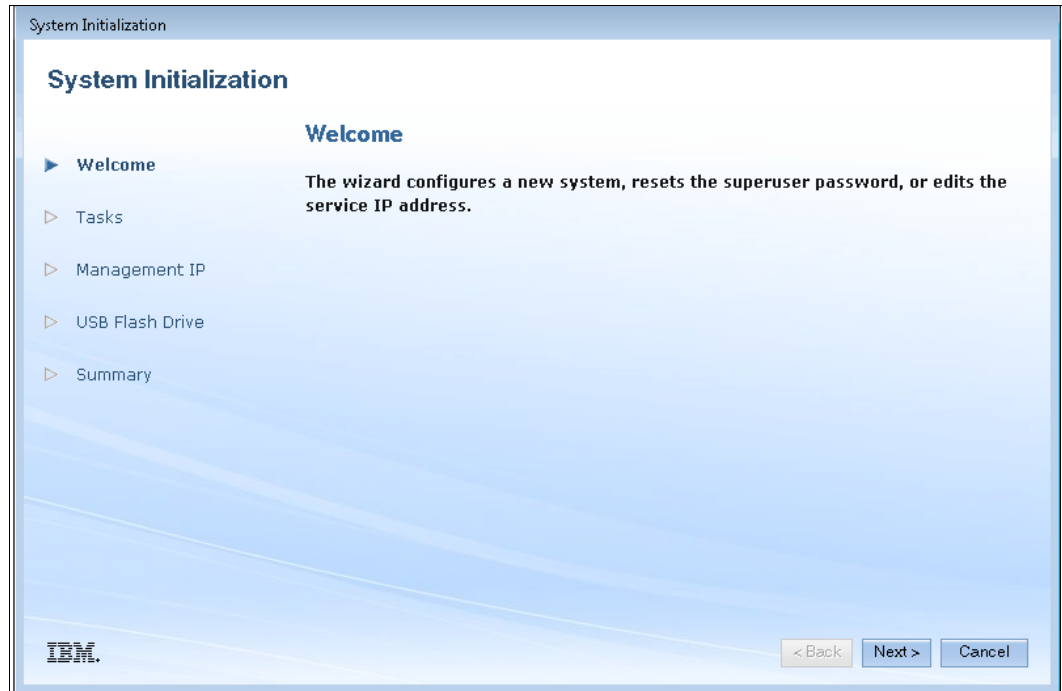 System Initialization
System Initialization
Welcome
Tasks
Management IP
USB Flash Drive
Summary
Welcome
The wizard configures a new system, resets the superuser password, or edits the
service IP address.
IBM.
< Back
Next >
Cancel